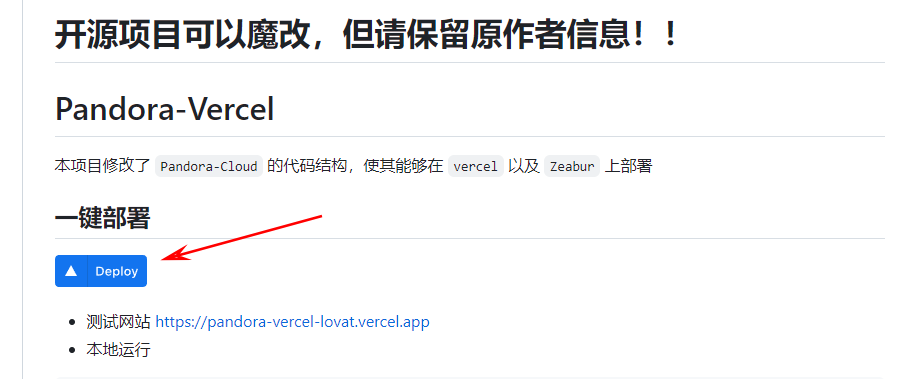 开源项目可以魔改，但请保留原作者信息！！
Pandora-Vercel
本项目修改了 Pandora-Cloud 的代码结构，使其能够在 vercel 以及 Zeabur 上部署
一键部署
Deploy
测试网站 https://pandora-vercel-lovat.vercel.app
本地运行